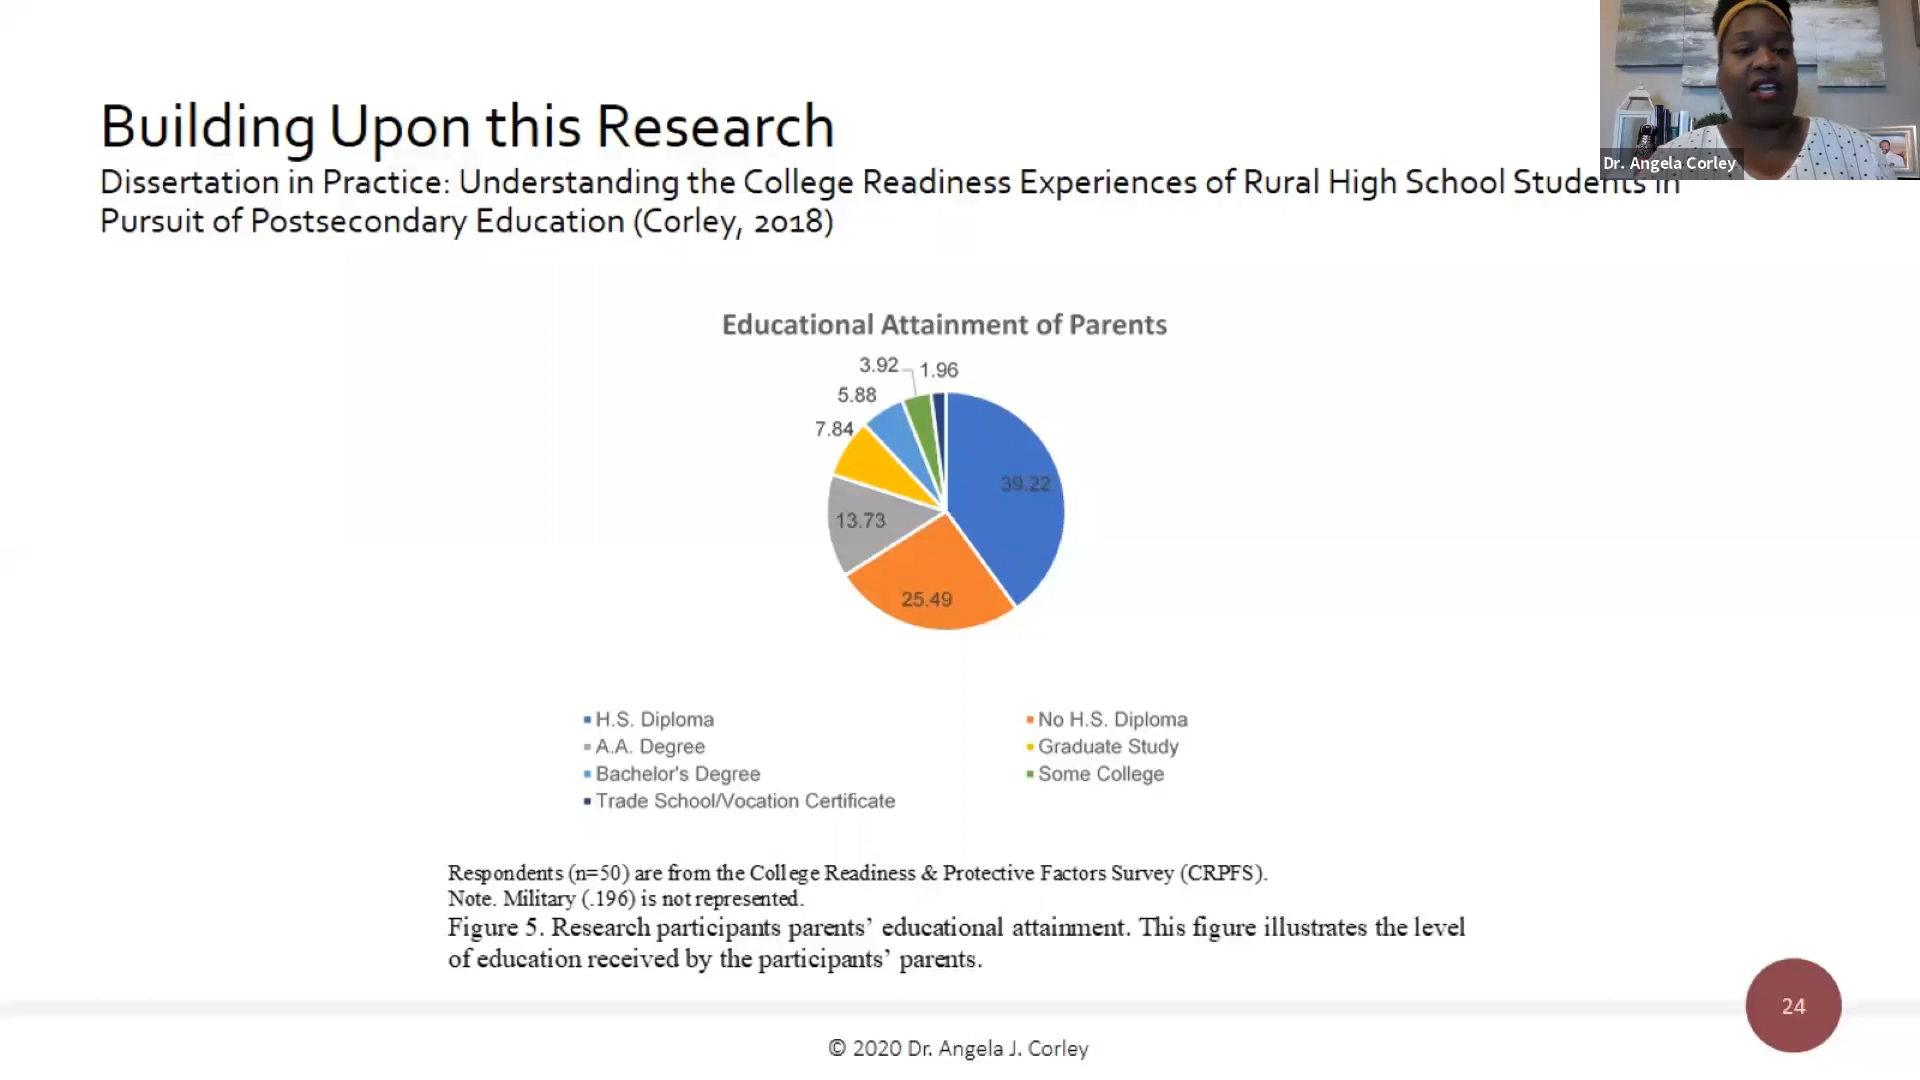 Building Upon this Research
Dissertation in Practice: Understanding the College Readiness Experiences of Rural High School Students in
Pursuit of Postsecondary Education (Corley, 2018)
Dr. Angela Corley
Educational Attainment of Parents
3.92
1.96
5.88
7.84
39.22
13.73
25.49
H.S. Diploma
No H.S. Diploma
A.A. Degree
Graduate Study
Bachelor's Degree
Some College
Trade School/Vocation Certificate
Respondents (n=50) are from the College Readiness & Protective Factors Survey (CRPFS).
Note. Military (.196) is not represented.
Figure 5. Research participants parents’ educational attainment. This figure illustrates the level
of education received by the participants’ parents.
24
© 2020 Dr. Angela J. Corley